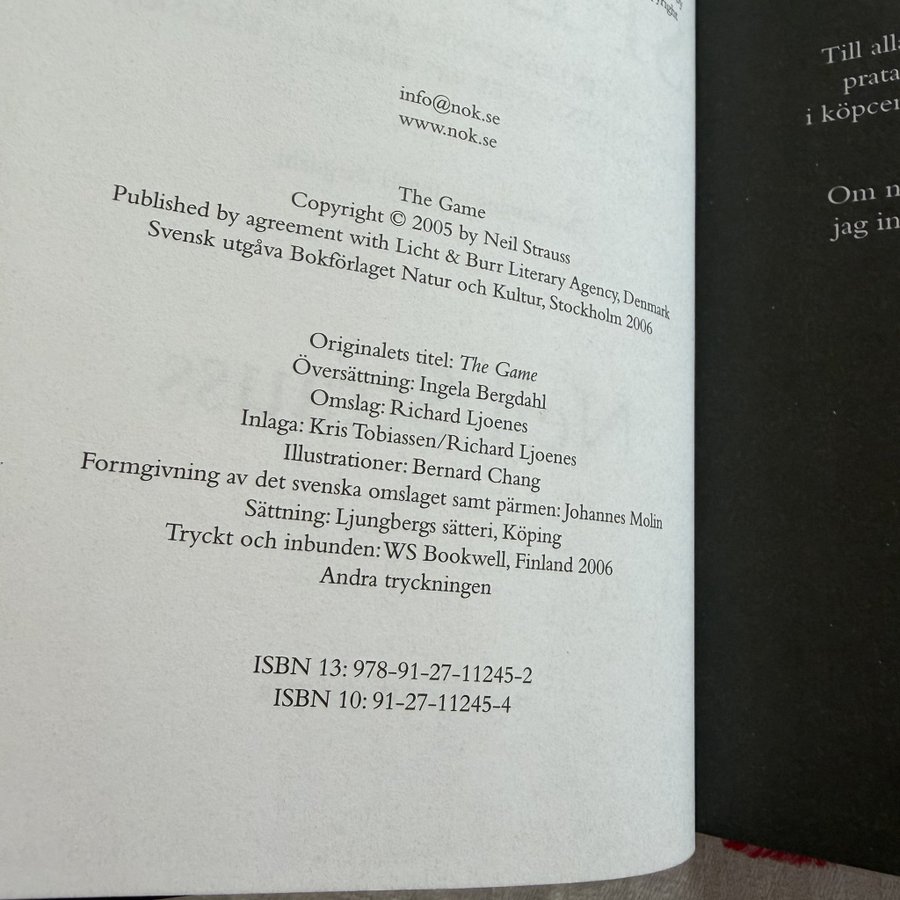 info@nok.se
www.nok.se
The Game
Copyright © 2005 by Neil Strauss
Published by agreement with Licht & Burr Literary Agency, Denmark
Svensk utgåva Bokförlaget Natur och Kultur, Stockholm 2006
Originalets titel: The Game
Översättning: Ingela Bergdahl
Omslag: Richard Ljoenes
Inlaga: Kris Tobiassen/Richard Ljoenes
Illustrationer: Bernard Chang
Formgivning av det svenska omslaget samt pärmen: Johannes Molin
Sättning: Ljungbergs sätteri, Köping
Tryckt och inbunden: WS Bookwell, Finland 2006
Andra tryckningen
ISBN 13: 978-91-27-11245-2
ISBN 10: 91-27-11245-4
Till all
prata
i köpcen
Om n
jag in